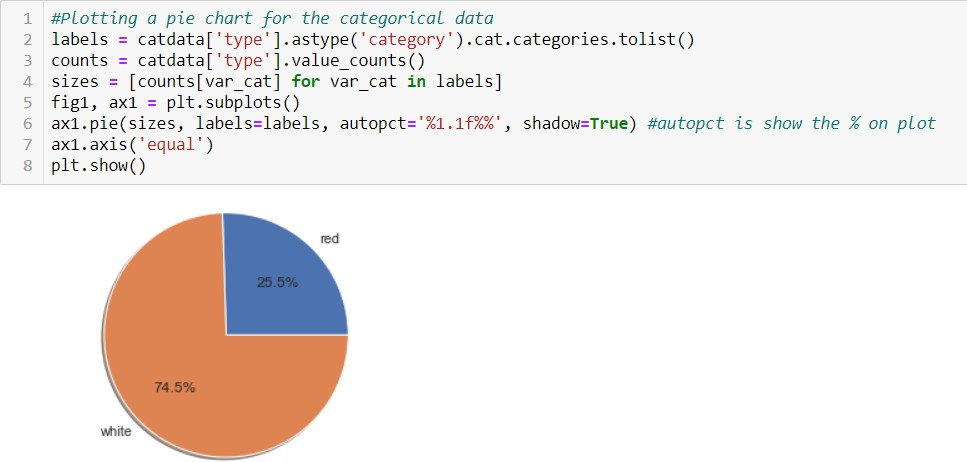 1 #Plotting a pie chart for the categorical data
2 labels = catdata['type'].astype('category').cat.categories.tolist()
3 counts = catdata['type'].value_counts()
4 sizes = [counts[var_cat] for var_cat in labels]
5 fig1, ax1 = plt.subplots()
6 ax1.pie(sizes, labels=labels, autopct='%1.1f%%', shadow=True) #autopct is show the % on plot
7 ax1.axis('equal')
8 plt.show()
red
25.5%
74.5%
white